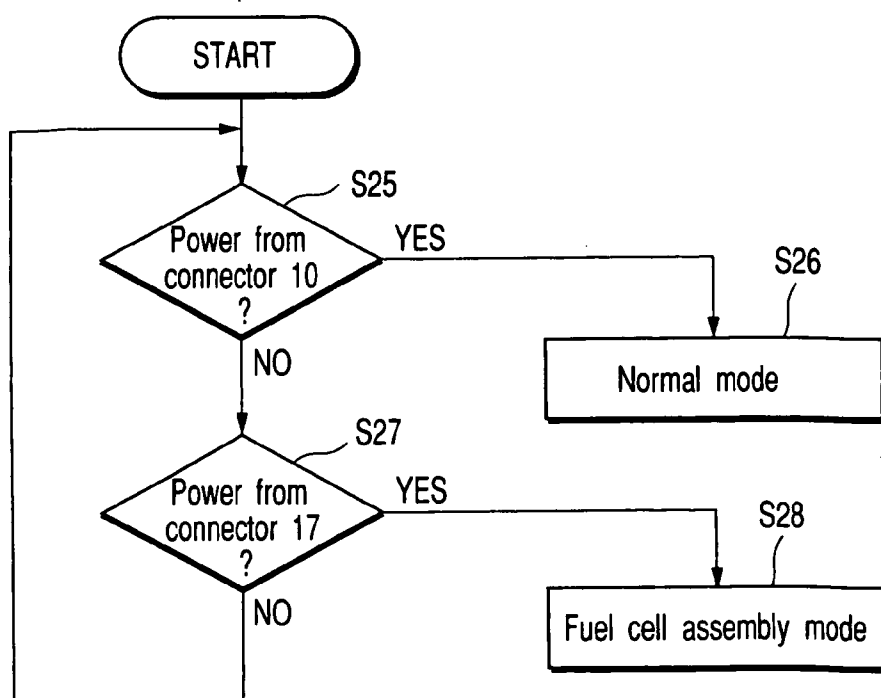 START
S25
Power from
connector 10
?
YES
S26
Normal mode
NO
S27
Power from
connector 17
?
YES
S28
Fuel cell assembly mode
NO